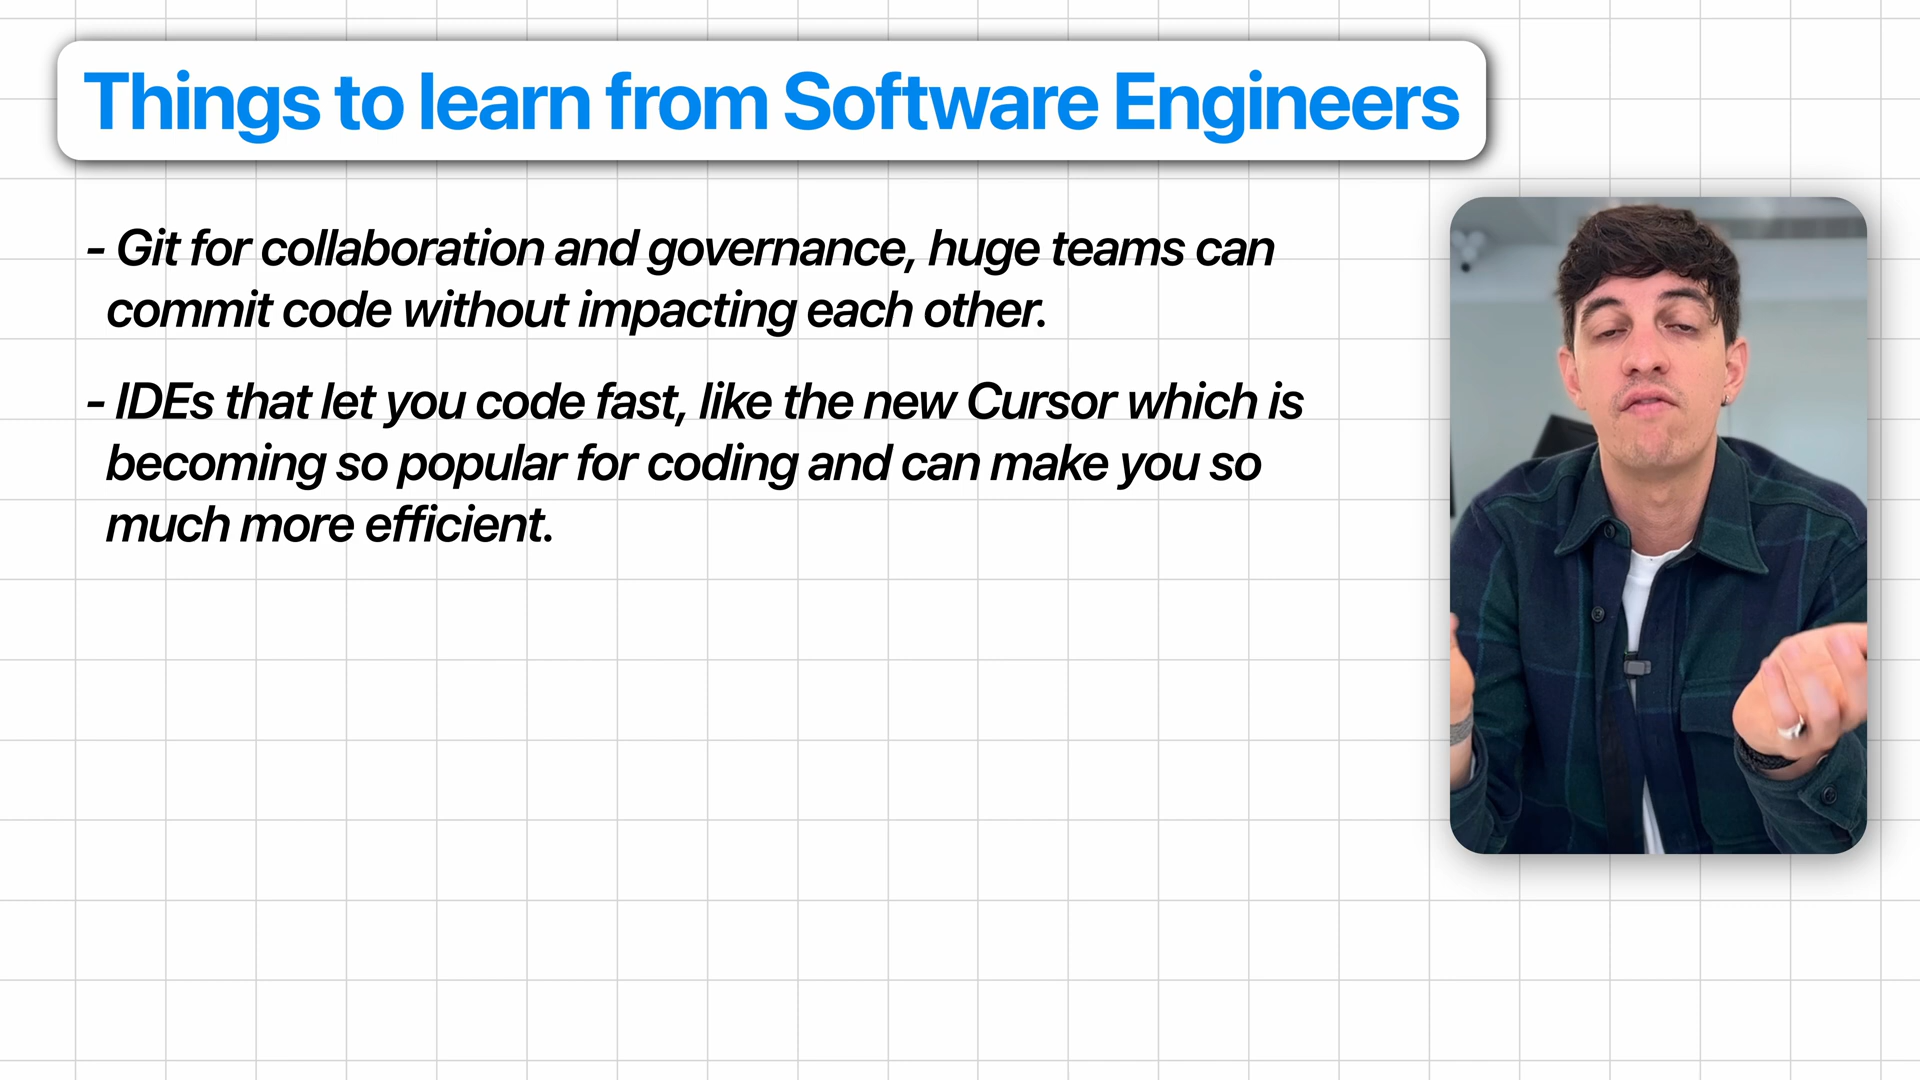 Things to learn from Software Engineers
- Git for collaboration and governance, huge teams can
commit code without impacting each other.
- IDEs that let you code fast, like the new Cursor which is
becoming so popular for coding and can make you so
much more efficient.